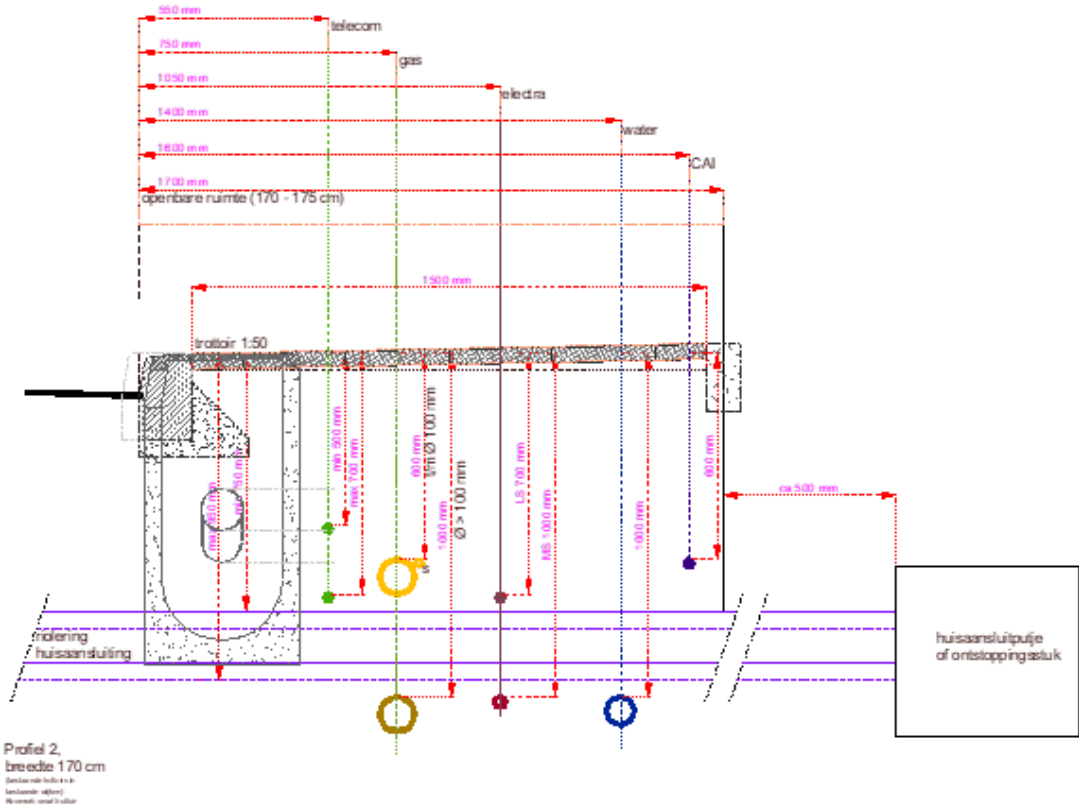 550 mm
telecom
750 mm
gas
1050 mm
electra
1400 mm
water
1600 mm
CAI
1700 mm
openbare ruimte (170 - 175 cm)
1500 mm
trottoir 1:50
min 600 mm
max 700 mm
600 mm
t/m Ø 100 mm
1000 mm
Ø > 100 mm
LS 700 mm
MS 1000 mm
1000 mm
600 mm
ca 500 mm
riolering
huisaansluiting
huisaansluitputje
of ontstoppingsstuk
Profiel 2,
breedte 170 cm